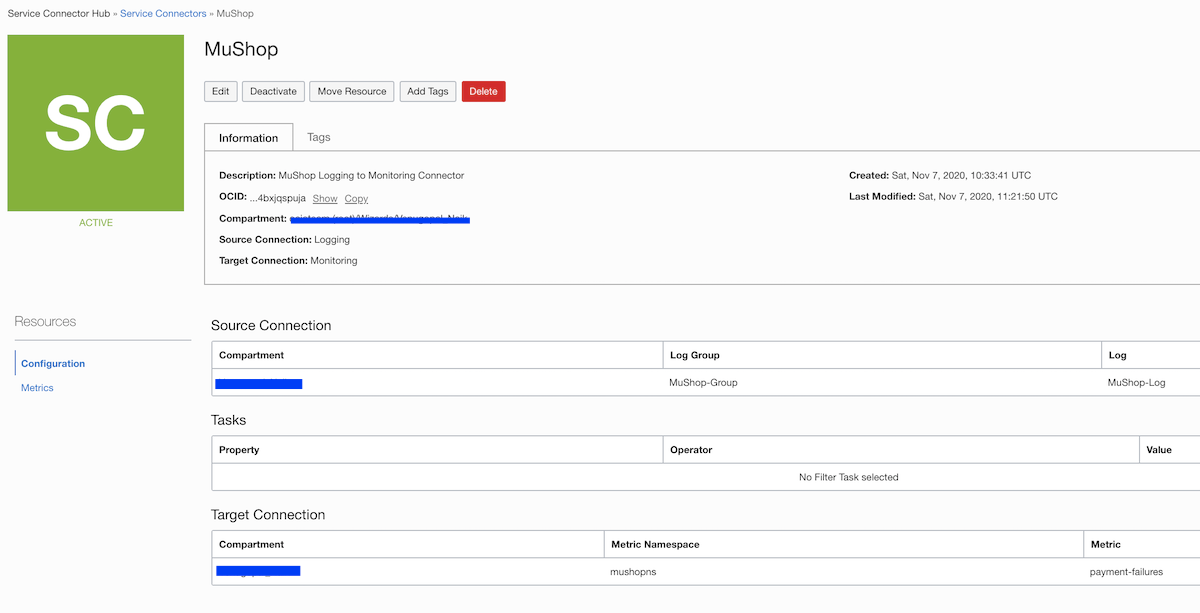 Service Connector Hub » Service Connectors » MuShop
SC
ACTIVE
MuShop
Edit Deactivate Move Resource Add Tags Delete
Information Tags
Description: MuShop Logging to Monitoring Connector
OCID: ...4bxjqspuja Show Copy
Compartment:
Source Connection: Logging
Target Connection: Monitoring
Created: Sat, Nov 7, 2020, 10:33:41 UTC
Last Modified: Sat, Nov 7, 2020, 11:21:50 UTC
Resources
Configuration
Metrics
Source Connection
Compartment Log Group Log
MuShop-Group MuShop-Log
Tasks
Property Operator Value
No Filter Task selected
Target Connection
Compartment Metric Namespace Metric
mushopns payment-failures